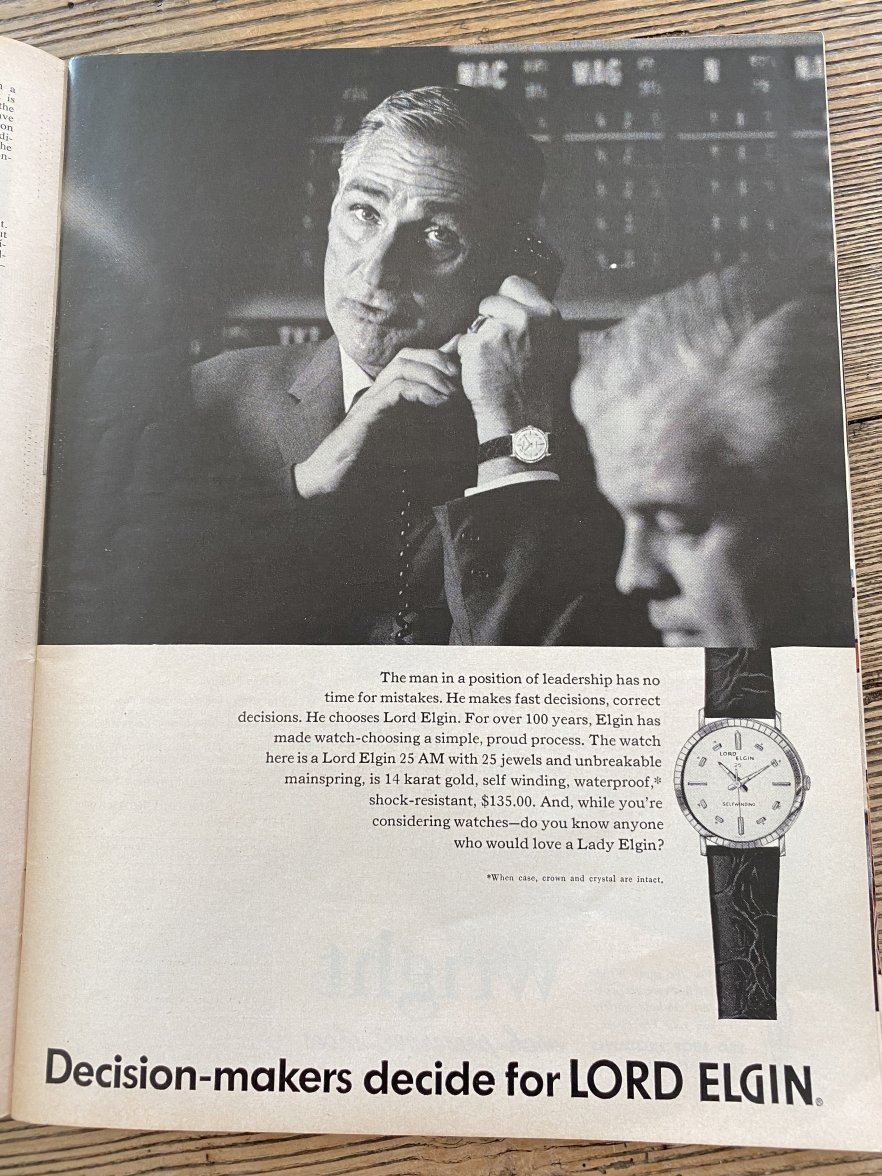 MAC
MAG
N
The man in a position of leadership has no
time for mistakes. He makes fast decisions, correct
decisions. He chooses Lord Elgin. For over 100 years, Elgin has
made watch-choosing a simple, proud process. The watch
here is a Lord Elgin 25 AM with 25 jewels and unbreakable
mainspring, is 14 karat gold, self winding, waterproof,*
shock-resistant, $135.00. And, while you're
considering watches—do you know anyone
who would love a Lady Elgin?
*When case, crown and crystal are intact.
LORD
ELGIN
25
SELFWINDING
Decision-makers decide for LORD ELGIN®